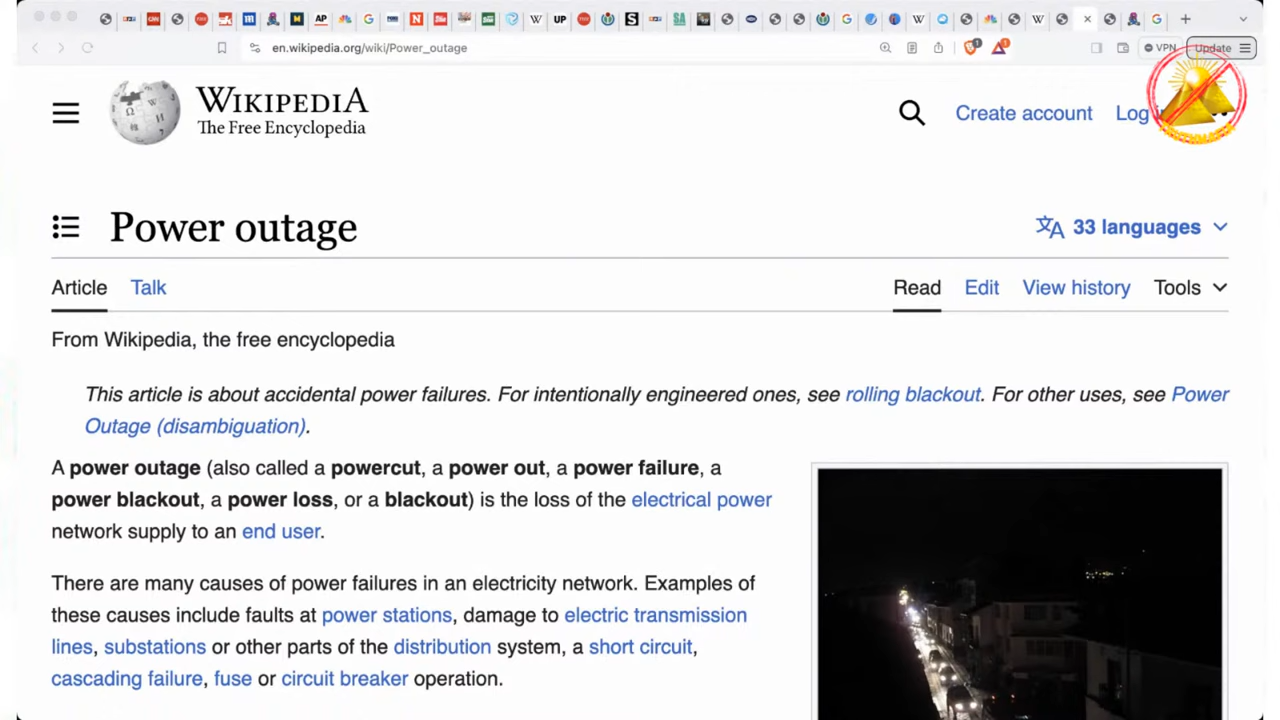 en.wikipedia.org/wiki/Power_outage
VPN
Update
WIKIPEDIA
The Free Encyclopedia
Create account
Log
Power outage
33 languages
Article
Talk
Read
Edit
View history
Tools
From Wikipedia, the free encyclopedia
This article is about accidental power failures. For intentionally engineered ones, see rolling blackout. For other uses, see Power
Outage (disambiguation).
A power outage (also called a powercut, a power out, a power failure, a
power blackout, a power loss, or a blackout) is the loss of the electrical power
network supply to an end user.
There are many causes of power failures in an electricity network. Examples of
these causes include faults at power stations, damage to electric transmission
lines, substations or other parts of the distribution system, a short circuit,
cascading failure, fuse or circuit breaker operation.